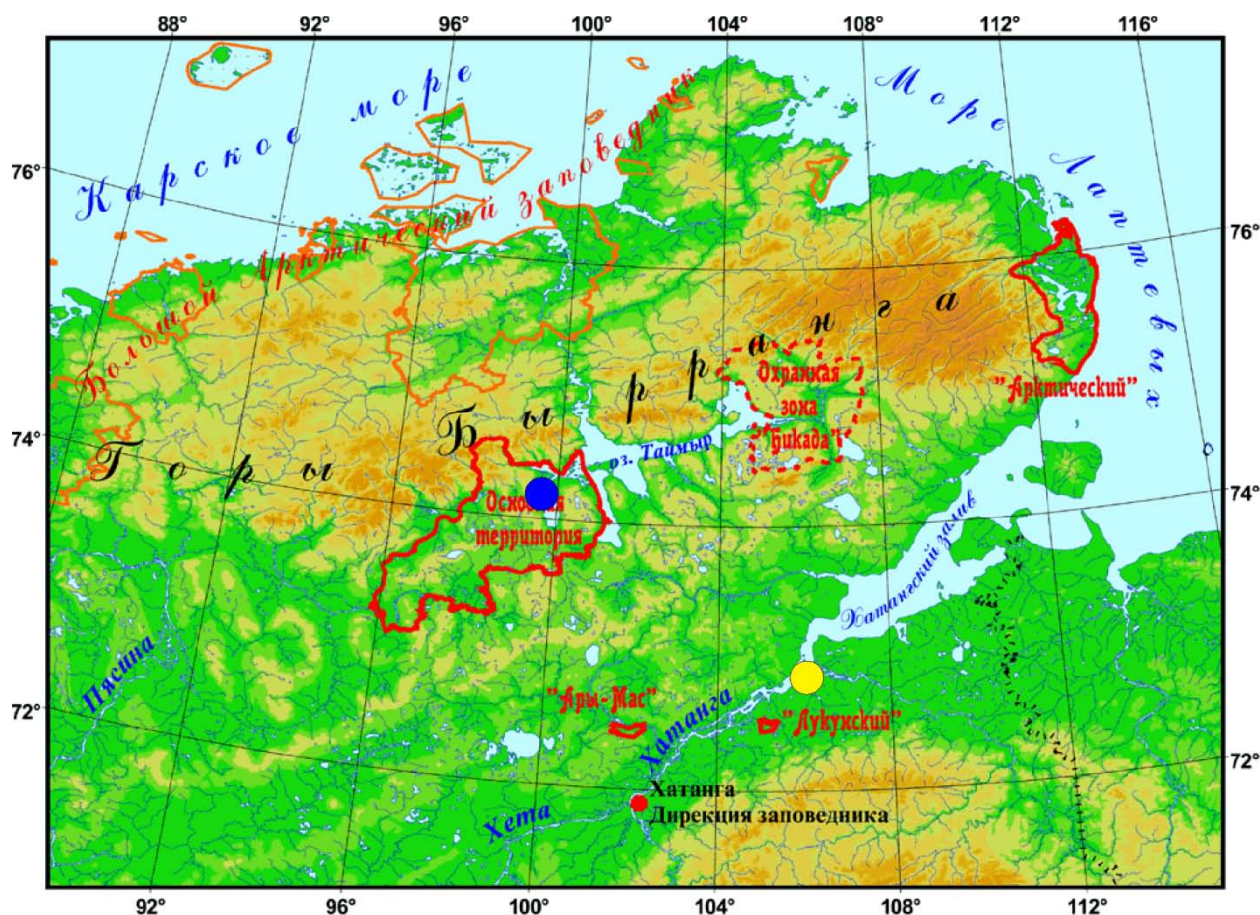 88° 92° 96° 100° 104° 108° 112° 116°
Карское море
Море Лаптевых
Большой Арктический заповедник
76°
76°
Горы Бырранга
"Арктический"
Охранная
зона
"Бикада"
оз. Таймыр
74°
74°
Основная
территория
Хатангский залив
Пясина
"Ары-Мас"
Хатанга
"Лукунский"
72°
72°
Хатанга
Дирекция заповедника
Хета
92° 96° 100° 104° 108° 112°